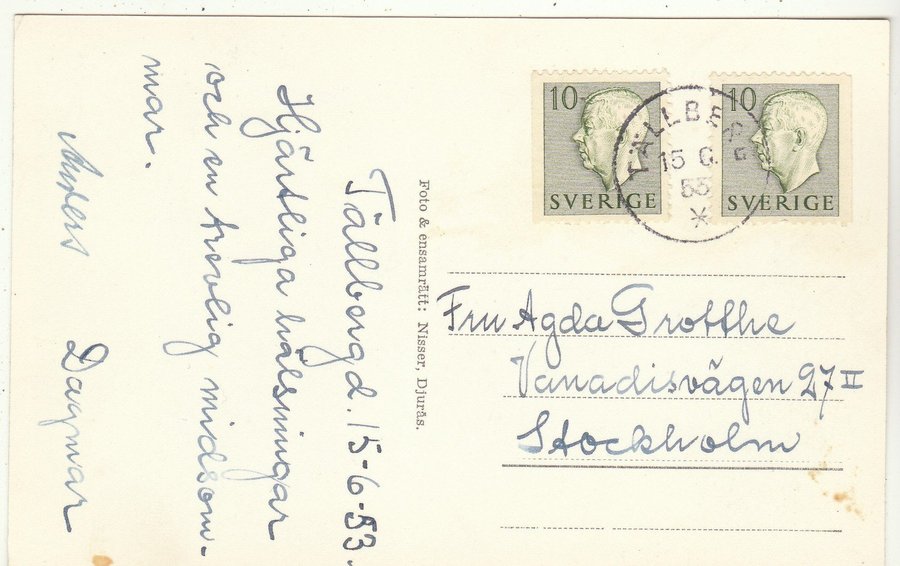 Tällberg d. 15-6-53.
Hjärtliga hälsningar
och en trevlig midsom-
mar.
Anders Dagmar
Foto & ensamrätt: Nisser, Djurås.
10 10
SVERIGE SVERIGE
TÄLLBERG
15 6
53
Fru Agda Grotthe
Vanadisvägen 27 II
Stockholm